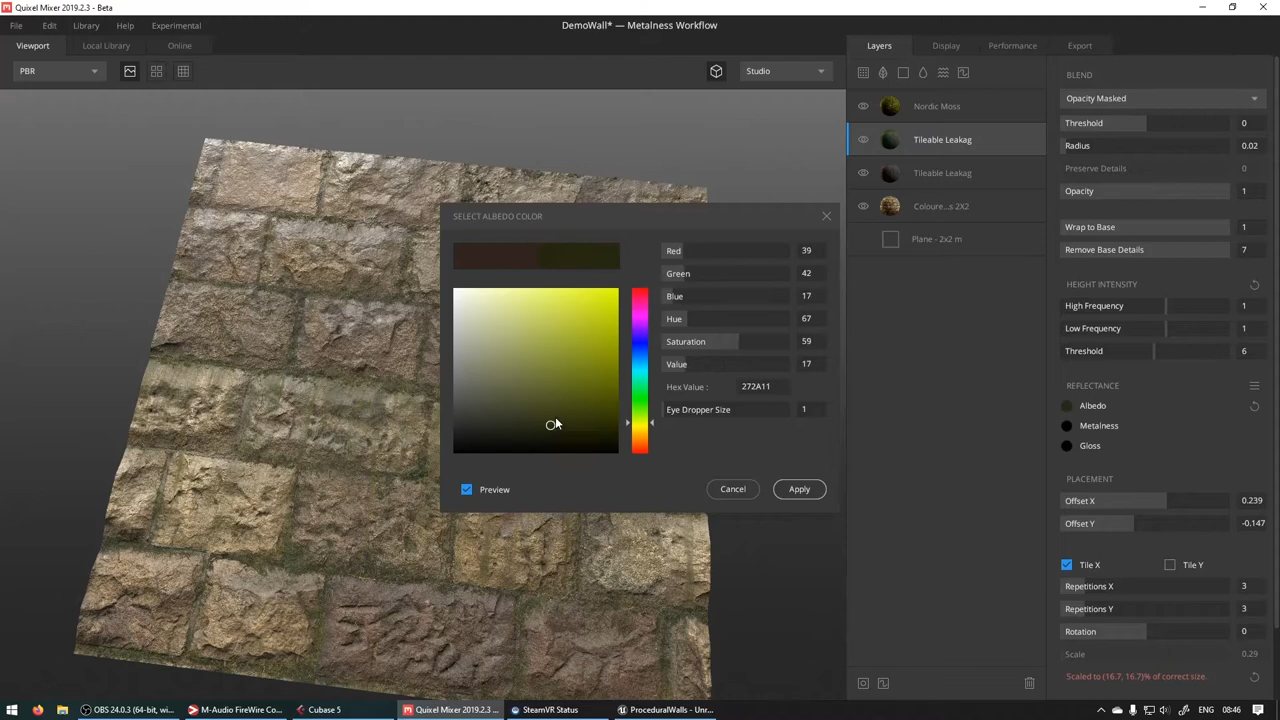 Quixel Mixer 2019.2.3 - Beta
File Edit Library Help Experimental
DemoWall* — Metalness Workflow
Viewport Local Library Online
Layers Display Performance Export
PBR
Studio
Nordic Moss
Tileable Leakag
Tileable Leakag
Coloure...s 2X2
Plane - 2x2 m
SELECT ALBEDO COLOR
Red 39
Green 42
Blue 17
Hue 67
Saturation 59
Value 17
Hex Value : 272A11
Eye Dropper Size 1
Preview
Cancel Apply
BLEND
Opacity Masked
Threshold 0
Radius 0.02
Preserve Details 0
Opacity 1
Wrap to Base 1
Remove Base Details 7
HEIGHT INTENSITY
High Frequency 1
Low Frequency 1
Threshold 6
REFLECTANCE
Albedo
Metalness
Gloss
PLACEMENT
Offset X 0.239
Offset Y -0.147
Tile X Tile Y
Repetitions X 3
Repetitions Y 3
Rotation 0
Scale 0.29
Scaled to (16.7, 16.7)% of correct size.
OBS 24.0.3 (64-bit, w...
M-Audio FireWire Co...
Cubase 5
Quixel Mixer 2019.2.3 ...
SteamVR Status
ProceduralWalls - Unr...
ENG 08:46